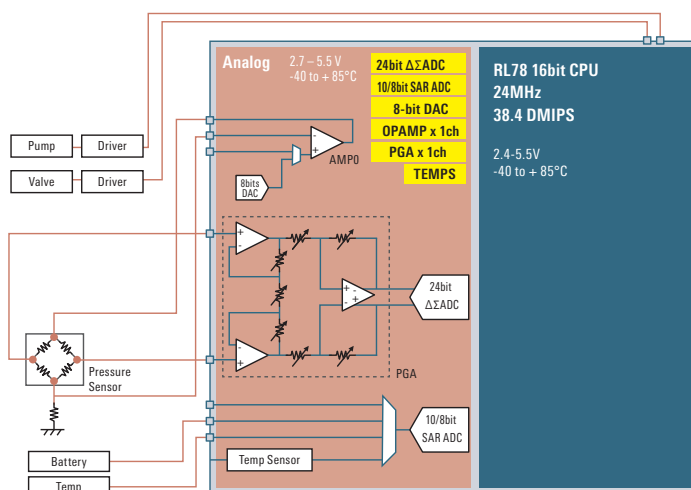 Analog
2.7 – 5.5 V
-40 to + 85°C
24bit ΔΣADC
10/8bit SAR ADC
8-bit DAC
OPAMP x 1ch
PGA x 1ch
TEMPS
RL78 16bit CPU
24MHz
38.4 DMIPS
2.4-5.5V
-40 to + 85°C
Pump
Driver
Valve
Driver
-
+
AMP0
8bits
DAC
+
-
+
-
+
-
-
+
24bit
ΔΣADC
PGA
Pressure
Sensor
10/8bit
SAR ADC
Battery
Temp Sensor
Temp